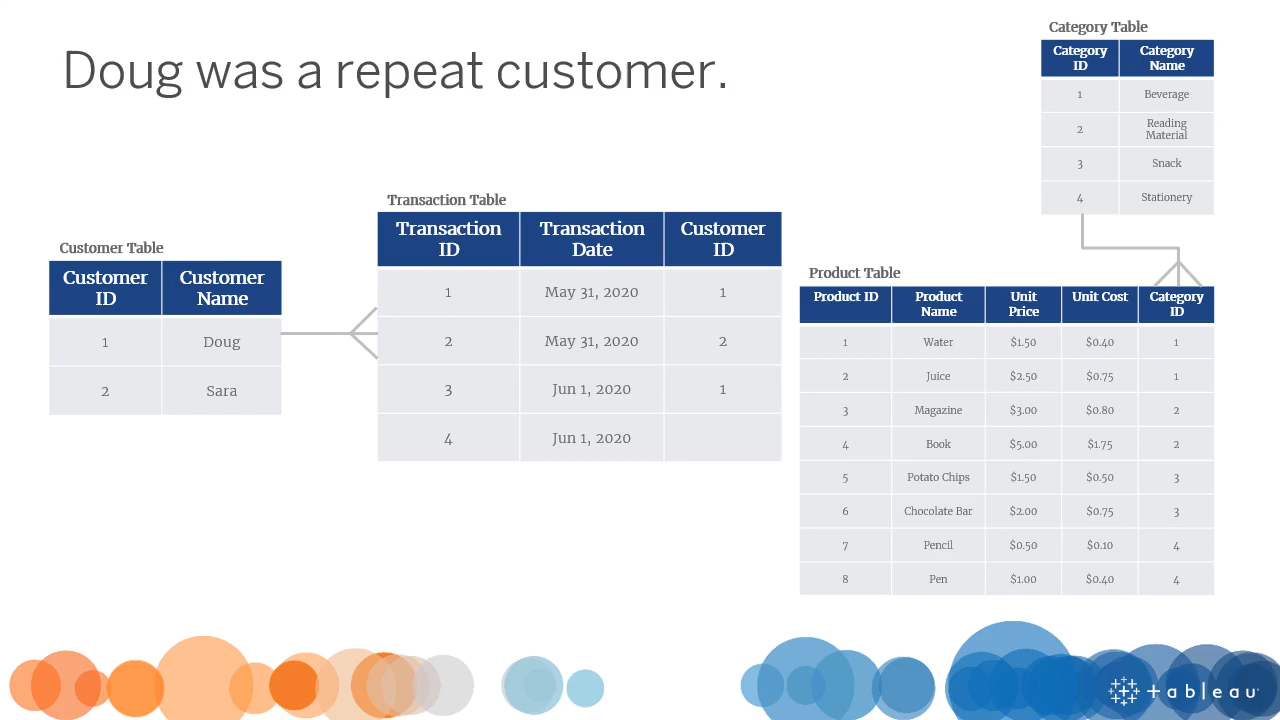 Doug was a repeat customer.
Category Table
Category ID Category Name
1 Beverage
2 Reading Material
3 Snack
4 Stationery
Customer Table
Customer ID Customer Name
1 Doug
2 Sara
Transaction Table
Transaction ID Transaction Date Customer ID
1 May 31, 2020 1
2 May 31, 2020 2
3 Jun 1, 2020 1
4 Jun 1, 2020
Product Table
Product ID Product Name Unit Price Unit Cost Category ID
1 Water $1.50 $0.40 1
2 Juice $2.50 $0.75 1
3 Magazine $3.00 $0.80 2
4 Book $5.00 $1.75 2
5 Potato Chips $1.50 $0.50 3
6 Chocolate Bar $2.00 $0.75 3
7 Pencil $0.50 $0.10 4
8 Pen $1.00 $0.40 4
tableau